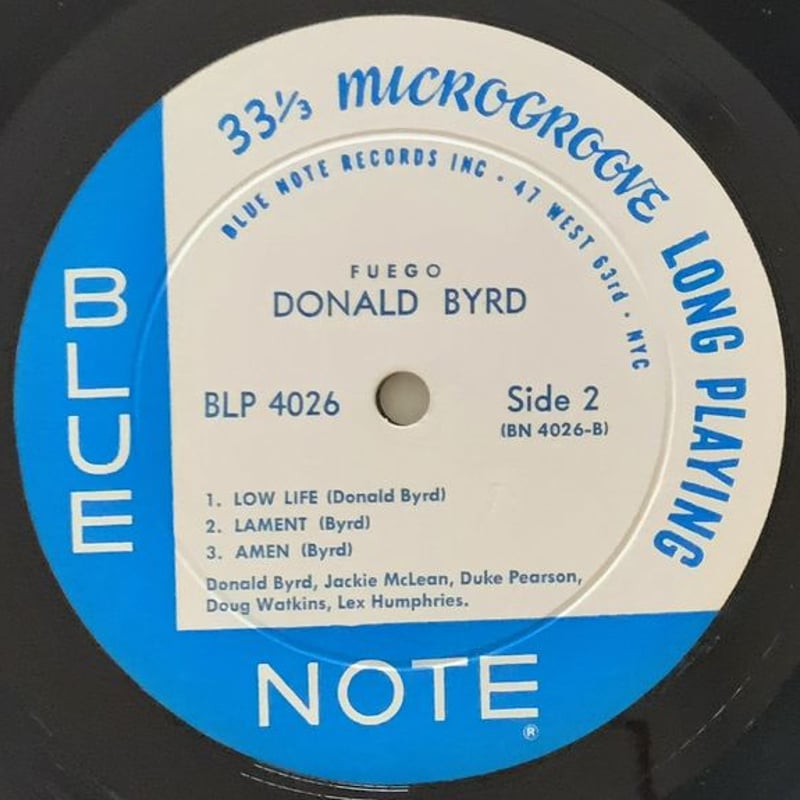 33⅓ MICROGROOVE LONG PLAYING
BLUE NOTE RECORDS INC · 47 WEST 63rd · NYC
FUEGO
DONALD BYRD
BLP 4026
Side 2
(BN 4026-B)
1. LOW LIFE (Donald Byrd)
2. LAMENT (Byrd)
3. AMEN (Byrd)
Donald Byrd, Jackie McLean, Duke Pearson,
Doug Watkins, Lex Humphries.
BLUE
NOTE
®